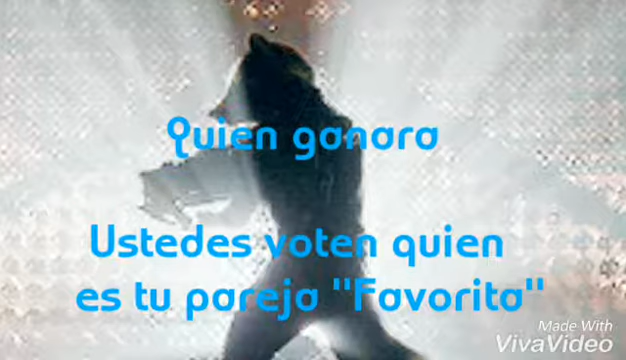 Quien ganara
Ustedes voten quien
es tu pareja "Favorita"
Made With
VivaVideo